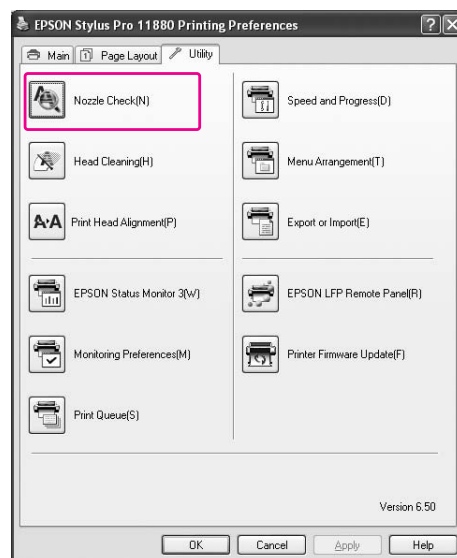 EPSON Stylus Pro 11880 Printing Preferences
Main
1
Page Layout
Utility
Nozzle Check(N)
Speed and Progress(D)
Head Cleaning(H)
Menu Arrangement(T)
A·A
Print Head Alignment(P)
Export or Import(E)
EPSON Status Monitor 3(W)
EPSON LFP Remote Panel(R)
Monitoring Preferences(M)
Printer Firmware Update(F)
Print Queue(S)
Version 6.50
OK
Cancel
Apply
Help